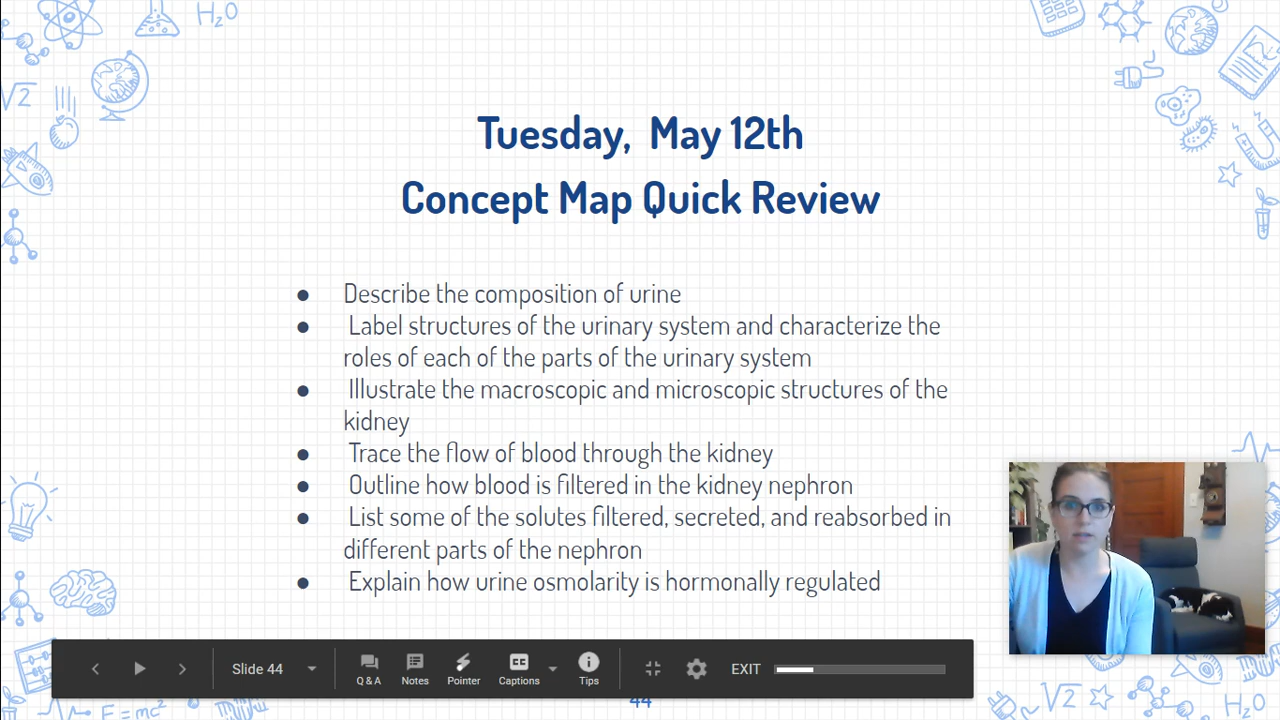 H₂O
√2
Tuesday, May 12th
Concept Map Quick Review
● Describe the composition of urine
● Label structures of the urinary system and characterize the
roles of each of the parts of the urinary system
● Illustrate the macroscopic and microscopic structures of the
kidney
● Trace the flow of blood through the kidney
● Outline how blood is filtered in the kidney nephron
● List some of the solutes filtered, secreted, and reabsorbed in
different parts of the nephron
● Explain how urine osmolarity is hormonally regulated
Slide 44
Q & A
Notes
Pointer
CC
Captions
Tips
EXIT
44
E=mc²
√2
H₂O